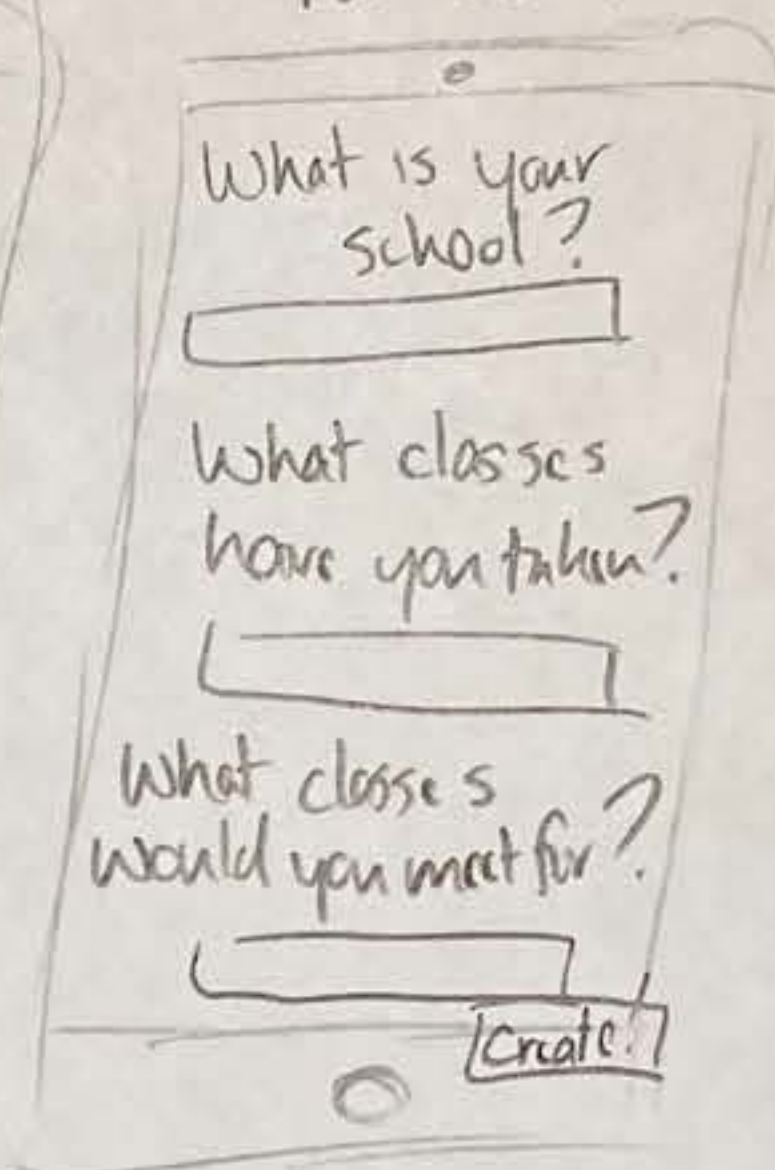 What is your
school?
What classes
have you taken?
What classes
would you meet for?
Create!